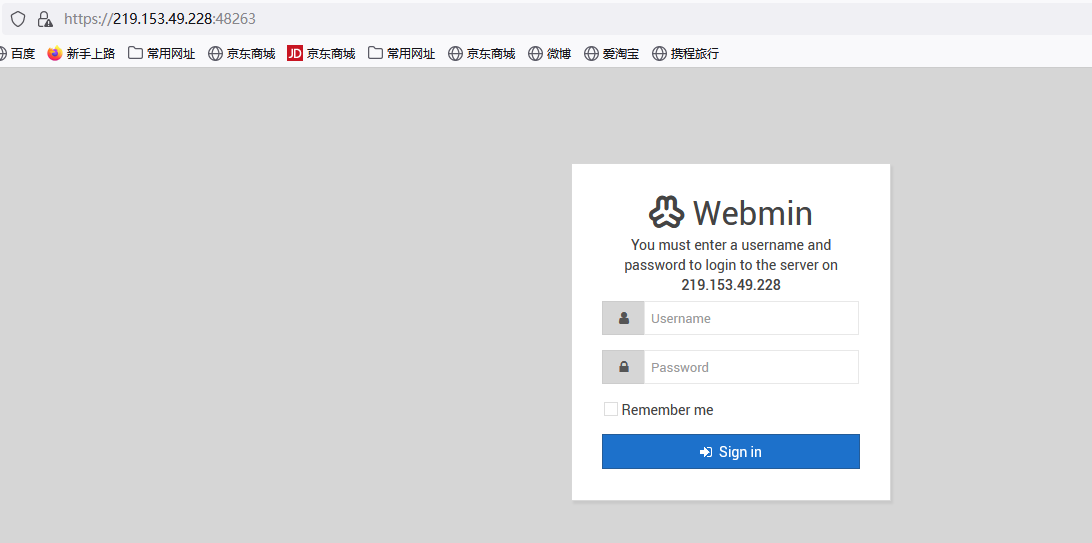 https://219.153.49.228:48263
百度 新手上路 常用网址 京东商城 JD 京东商城 常用网址 京东商城 微博 爱淘宝 携程旅行
Webmin
You must enter a username and
password to login to the server on
219.153.49.228
Username
Password
Remember me
Sign in